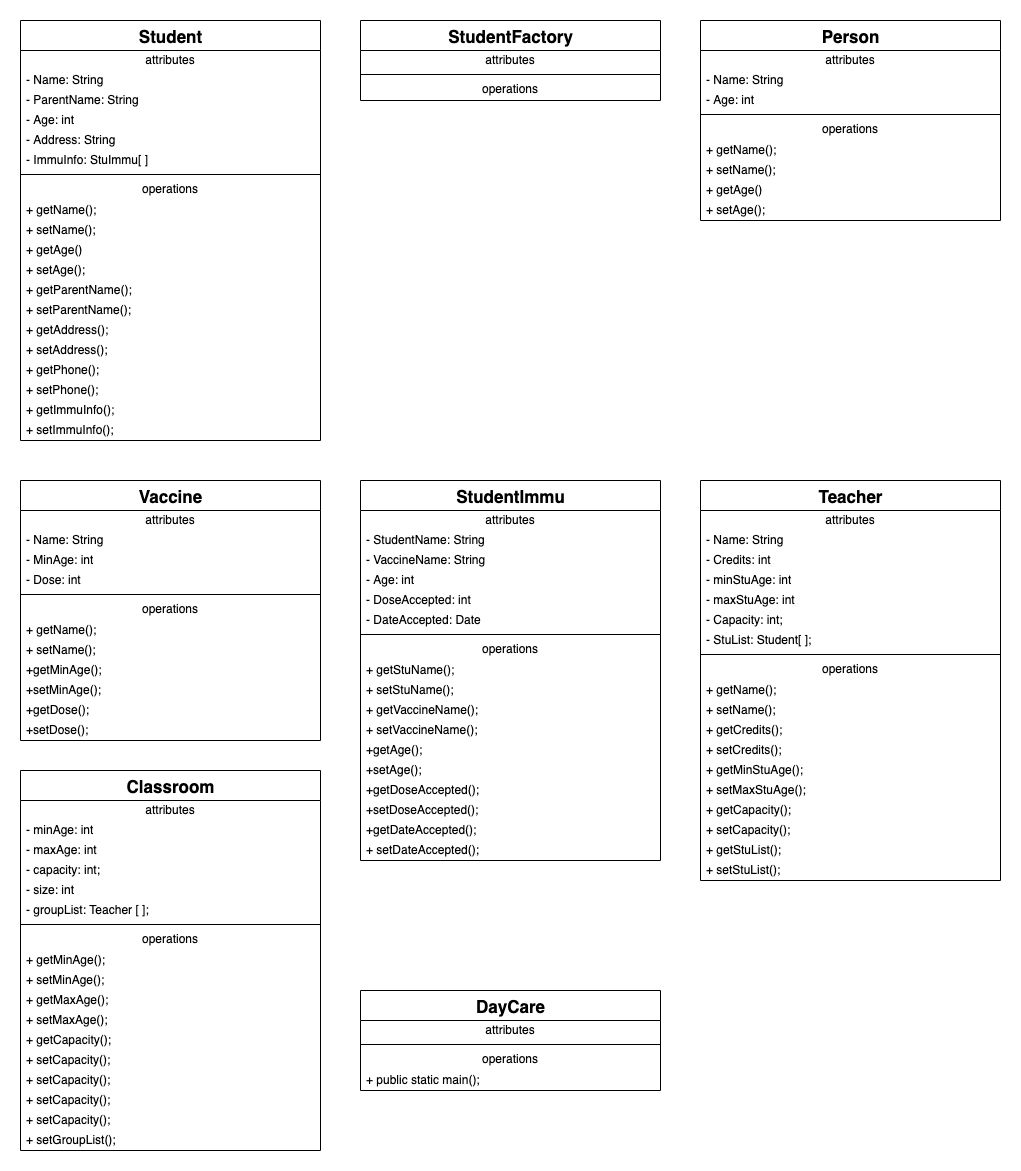 Student
attributes
- Name: String
- ParentName: String
- Age: int
- Address: String
- ImmuInfo: StuImmu[ ]
operations
+ getName();
+ setName();
+ getAge()
+ setAge();
+ getParentName();
+ setParentName();
+ getAddress();
+ setAddress();
+ getPhone();
+ setPhone();
+ getImmuInfo();
+ setImmuInfo();
StudentFactory
attributes
operations
Person
attributes
- Name: String
- Age: int
operations
+ getName();
+ setName();
+ getAge()
+ setAge();
Vaccine
attributes
- Name: String
- MinAge: int
- Dose: int
operations
+ getName();
+ setName();
+getMinAge();
+setMinAge();
+getDose();
+setDose();
StudentImmu
attributes
- StudentName: String
- VaccineName: String
- Age: int
- DoseAccepted: int
- DateAccepted: Date
operations
+ getStuName();
+ setStuName();
+ getVaccineName();
+ setVaccineName();
+getAge();
+setAge();
+getDoseAccepted();
+setDoseAccepted();
+getDateAccepted();
+ setDateAccepted();
Teacher
attributes
- Name: String
- Credits: int
- minStuAge: int
- maxStuAge: int
- Capacity: int;
- StuList: Student[ ];
operations
+ getName();
+ setName();
+ getCredits();
+ setCredits();
+ getMinStuAge();
+ setMaxStuAge();
+ getCapacity();
+ setCapacity();
+ getStuList();
+ setStuList();
Classroom
attributes
- minAge: int
- maxAge: int
- capacity: int;
- size: int
- groupList: Teacher [ ];
operations
+ getMinAge();
+ setMinAge();
+ getMaxAge();
+ setMaxAge();
+ getCapacity();
+ setCapacity();
+ setCapacity();
+ setCapacity();
+ setCapacity();
+ setGroupList();
DayCare
attributes
operations
+ public static main();